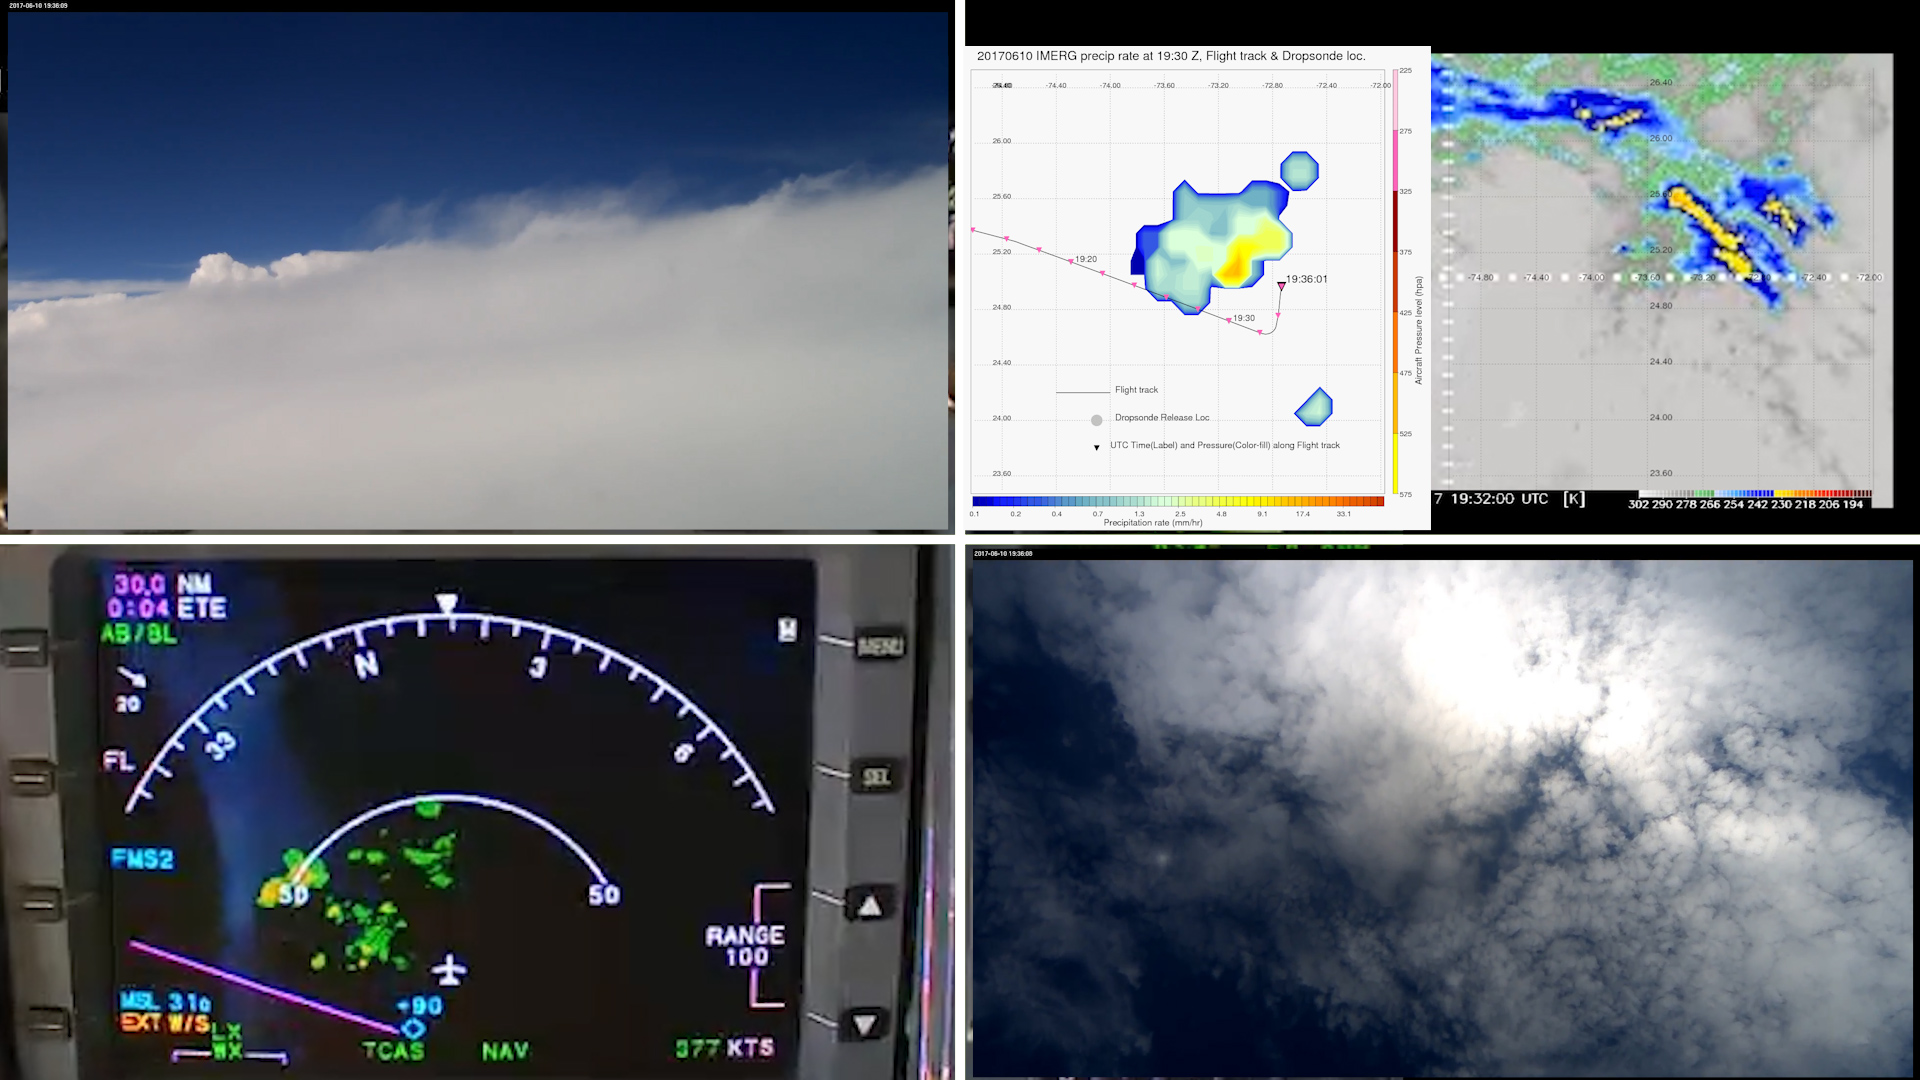 2017-06-10 19:36:09
20170610 IMERG precip rate at 19:30 Z, Flight track & Dropsonde loc.
-74.40 -74.00 -73.60 -73.20 -72.80 -72.40 -72.00
26.00
25.60
25.20
24.80
24.40
24.00
23.60
19:20
19:30
19:36:01
Flight track
Dropsonde Release Loc
UTC Time(Label) and Pressure(Color-fill) along Flight track
225
275
325
375
425
475
525
575
Aircraft Pressure level (hpa)
0.1 0.2 0.4 0.7 1.3 2.5 4.8 9.1 17.4 33.1
Precipitation rate (mm/hr)
26.40
26.00
25.60
25.20
-74.80 -74.40 -74.00 -73.60 -73.20 -72.80 -72.40 -72.00
24.80
24.40
24.00
23.60
7 19:32:00 UTC [K]
302 290 278 266 254 242 230 218 206 194
30.0 NM
0:04 ETE
AB/BL
20
FL
FMS2
33 N 3 6
50 50
MENU
SEL
RANGE
100
MSL 310
EXT W/S
LX
WX
+90
TCAS NAV 377 KTS
2017-06-10 19:36:08